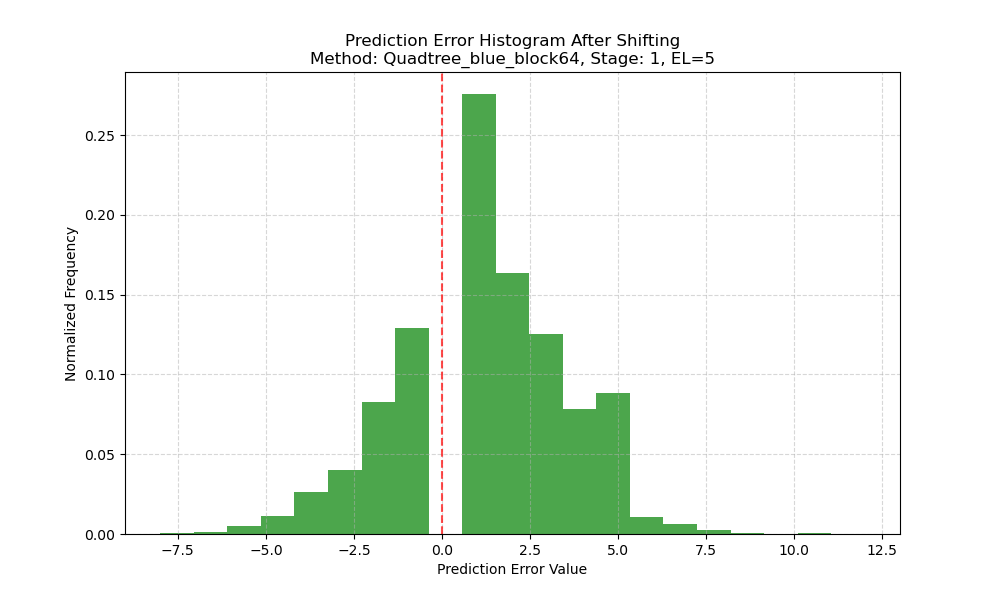 Prediction Error Histogram After Shifting
Method: Quadtree_blue_block64, Stage: 1, EL=5
Normalized Frequency
0.25
0.20
0.15
0.10
0.05
0.00
−7.5 −5.0 −2.5 0.0 2.5 5.0 7.5 10.0 12.5
Prediction Error Value